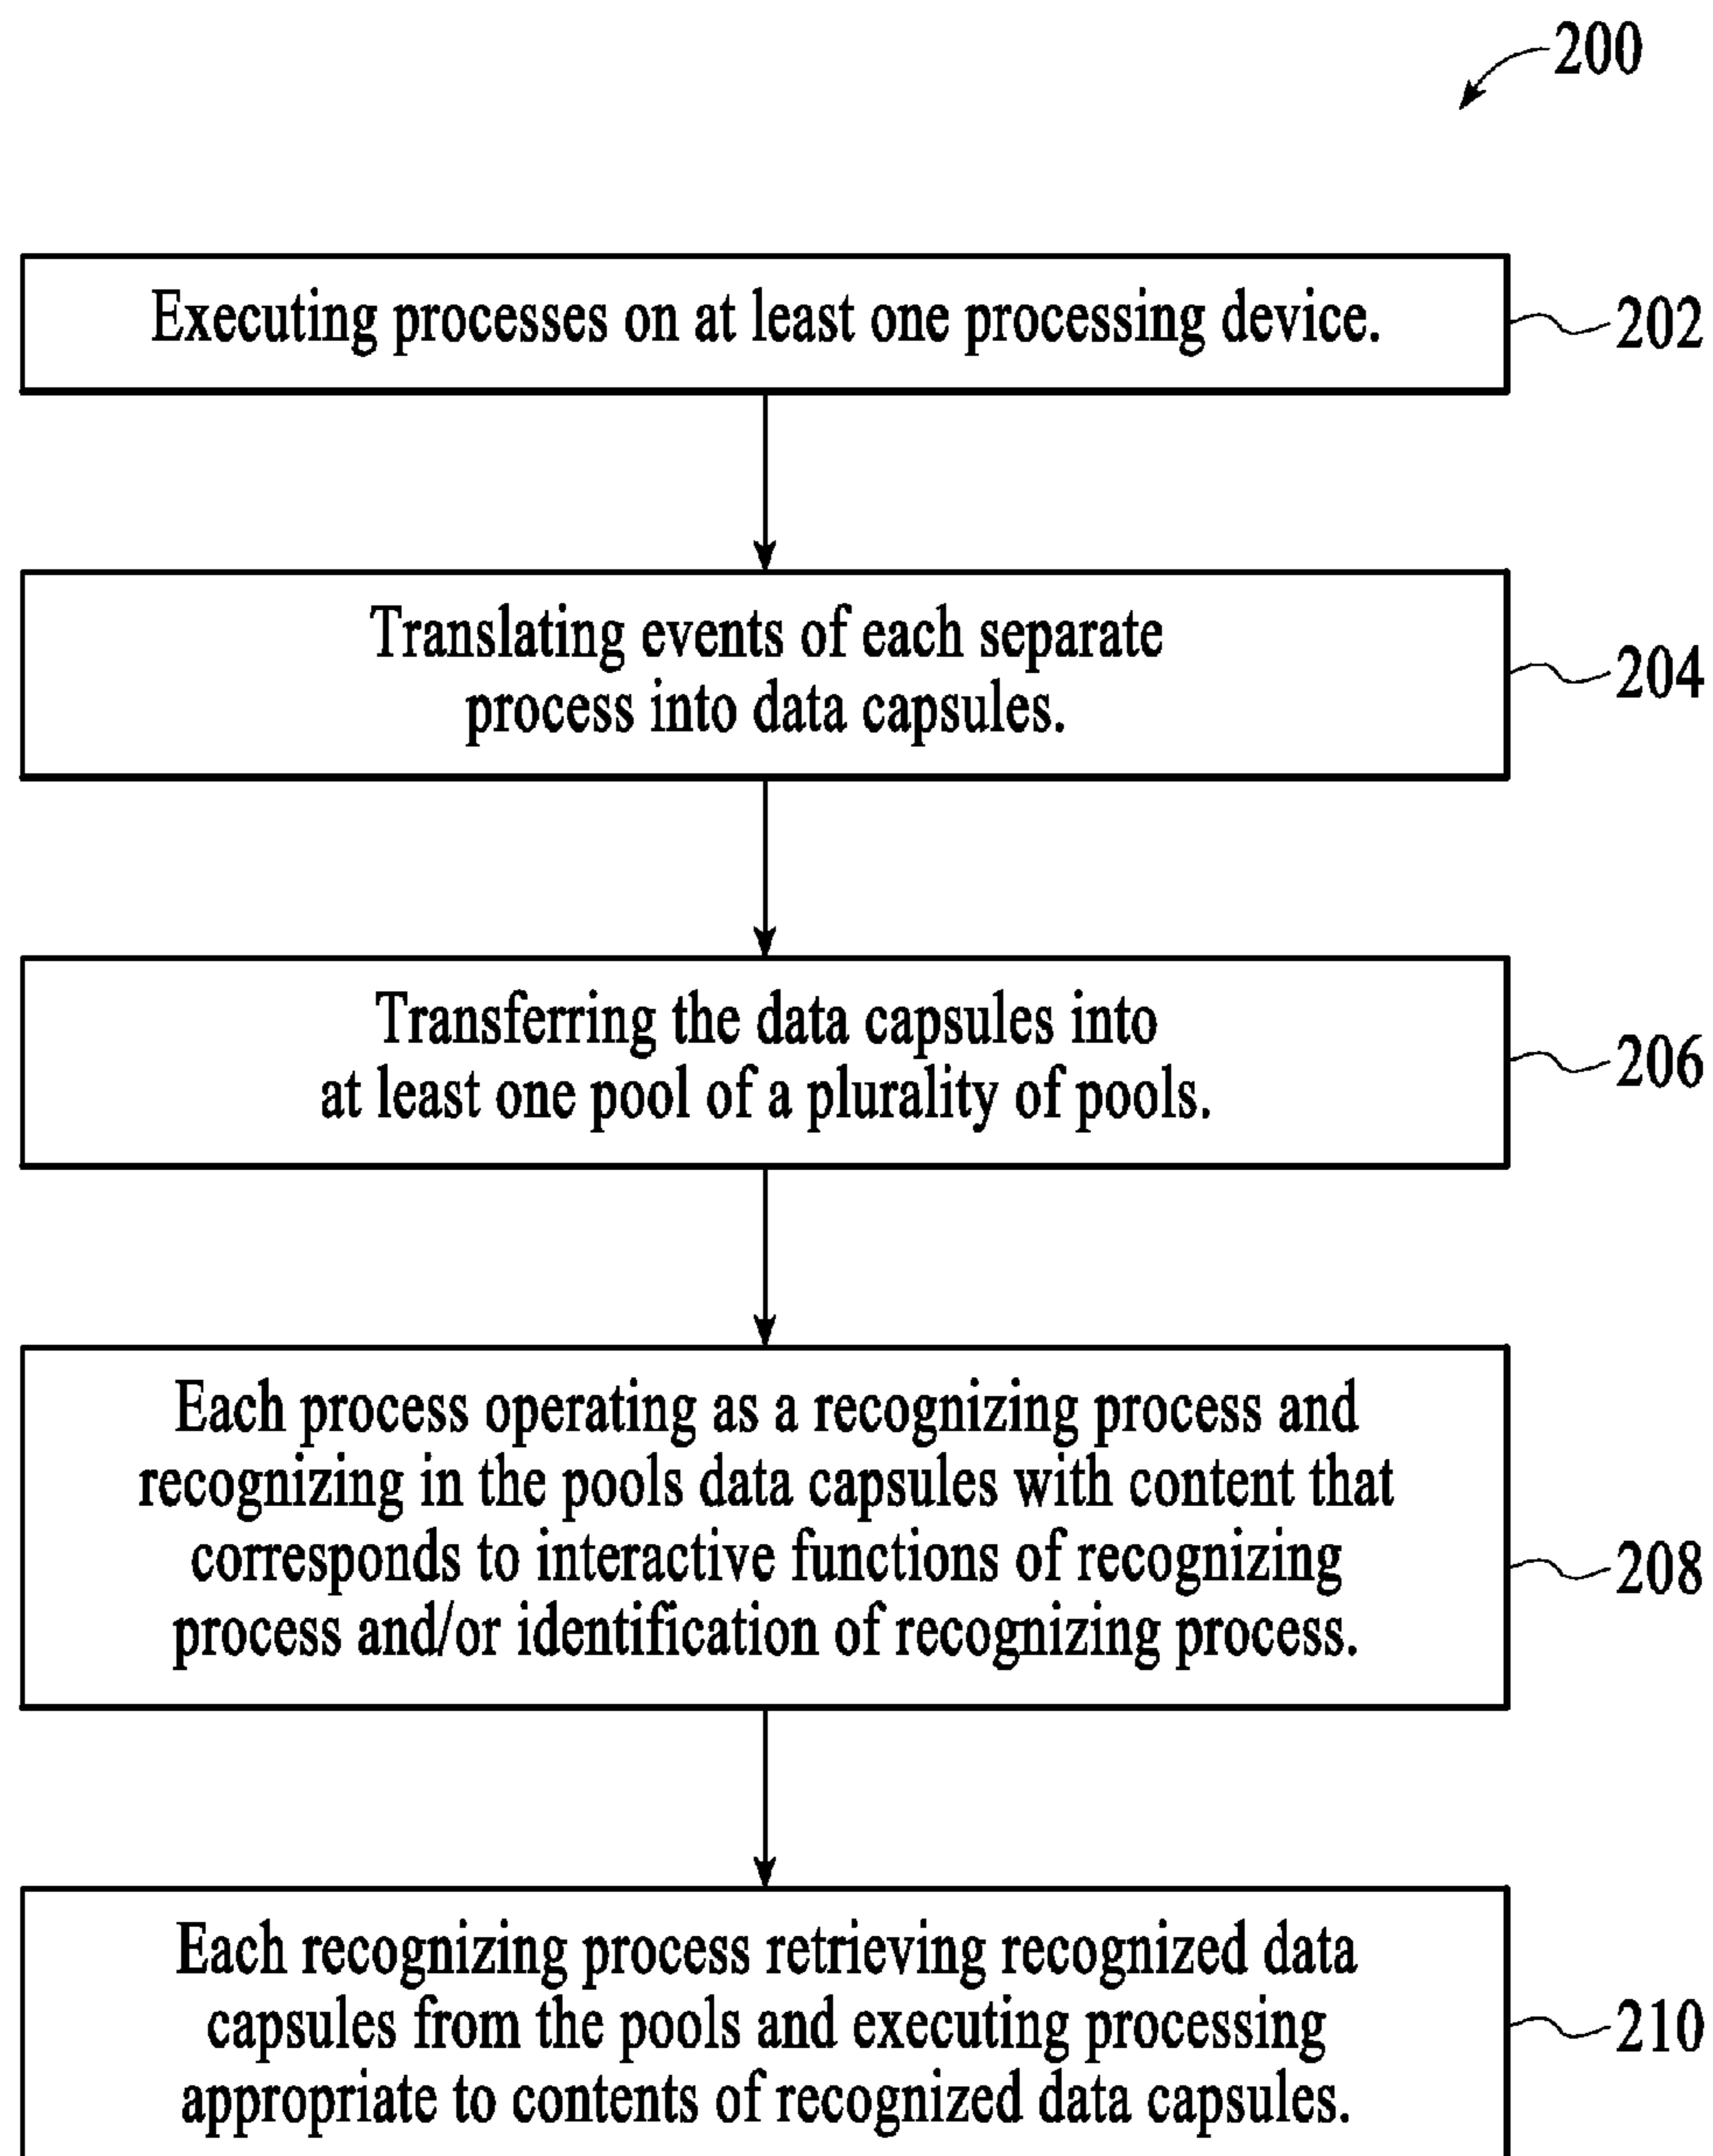 200
Executing processes on at least one processing device.
202
Translating events of each separate
process into data capsules.
204
Transferring the data capsules into
at least one pool of a plurality of pools.
206
Each process operating as a recognizing process and
recognizing in the pools data capsules with content that
corresponds to interactive functions of recognizing
process and/or identification of recognizing process.
208
Each recognizing process retrieving recognized data
capsules from the pools and executing processing
appropriate to contents of recognized data capsules.
210